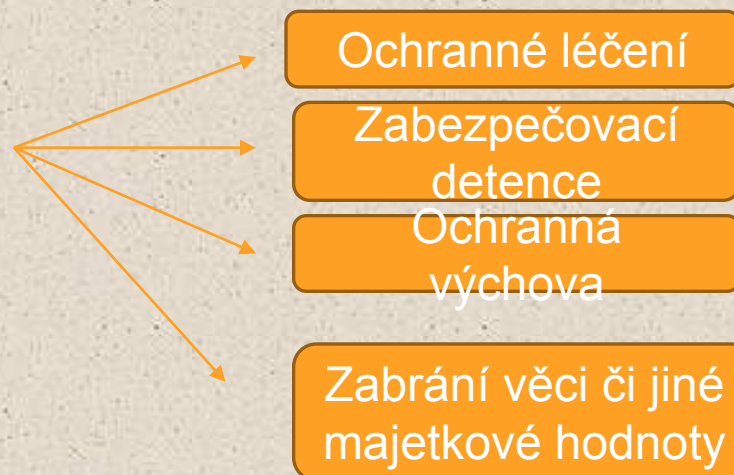 Ochranné léčení
Zabezpečovací
detence
Ochranná
výchova
Zabrání věci či jiné
majetkové hodnoty